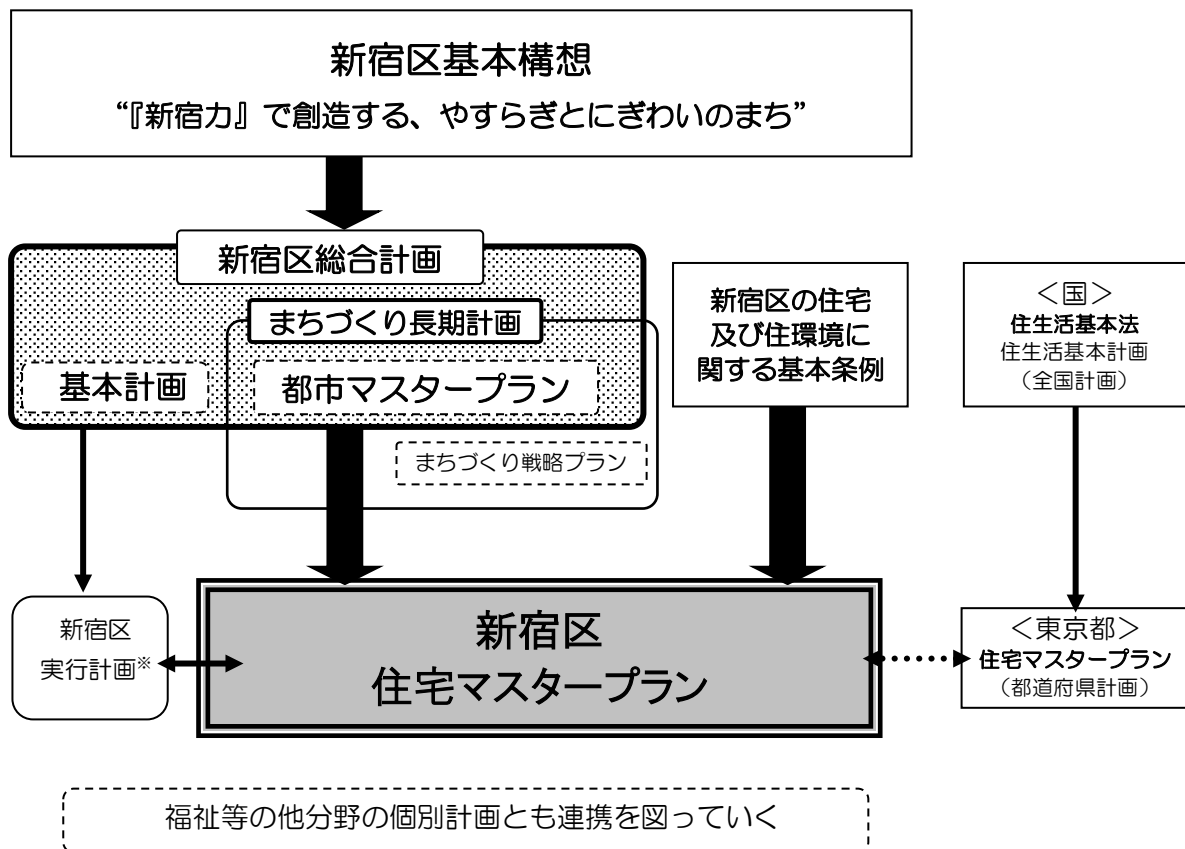 新宿区基本構想
“『新宿力』で創造する、やすらぎとにぎわいのまち”
新宿区総合計画
まちづくり長期計画
基本計画
都市マスタープラン
まちづくり戦略プラン
新宿区の住宅
及び住環境に
関する基本条例
＜国＞
住生活基本法
住生活基本計画
（全国計画）
新宿区
実行計画※
新宿区
住宅マスタープラン
＜東京都＞
住宅マスタープラン
（都道府県計画）
福祉等の他分野の個別計画とも連携を図っていく